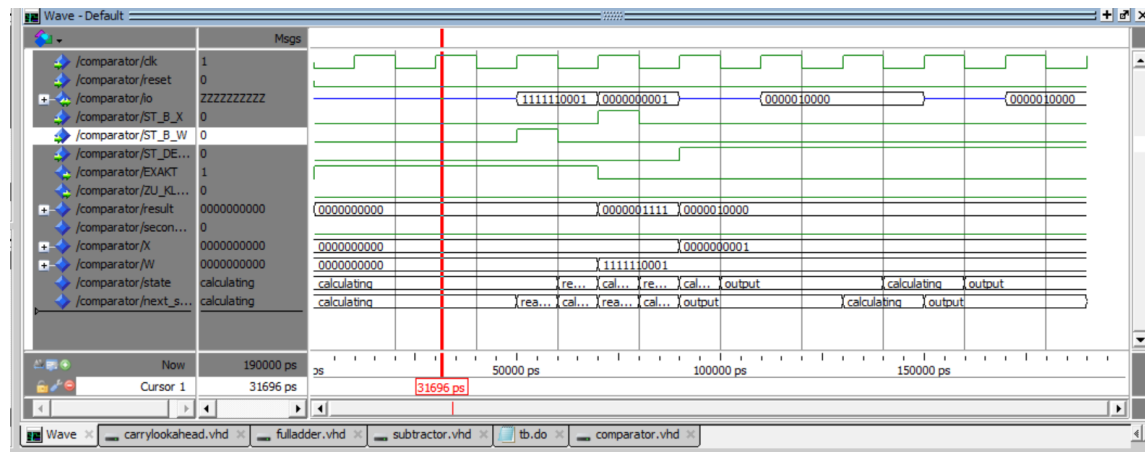 Wave - Default
Msgs
/comparator/clk 1
/comparator/reset 0
/comparator/io ZZZZZZZZZZ 1111110001 0000000001 0000010000 0000010000
/comparator/ST_B_X 0
/comparator/ST_B_W 0
/comparator/ST_DE... 0
/comparator/EXAKT 1
/comparator/ZU_KL... 0
/comparator/result 0000000000 0000000000 0000001111 0000010000
/comparator/secon... 0
/comparator/X 0000000000 0000000000 0000000001
/comparator/W 0000000000 0000000000 1111110001
/comparator/state calculating calculating re... cal... re... cal... output calculating output
/comparator/next_s... calculating calculating rea... cal... rea... cal... output calculating output
Now 190000 ps ps 50000 ps 100000 ps 150000 ps
Cursor 1 31696 ps 31696 ps
Wave carrylookahead.vhd fulladder.vhd subtractor.vhd tb.do comparator.vhd